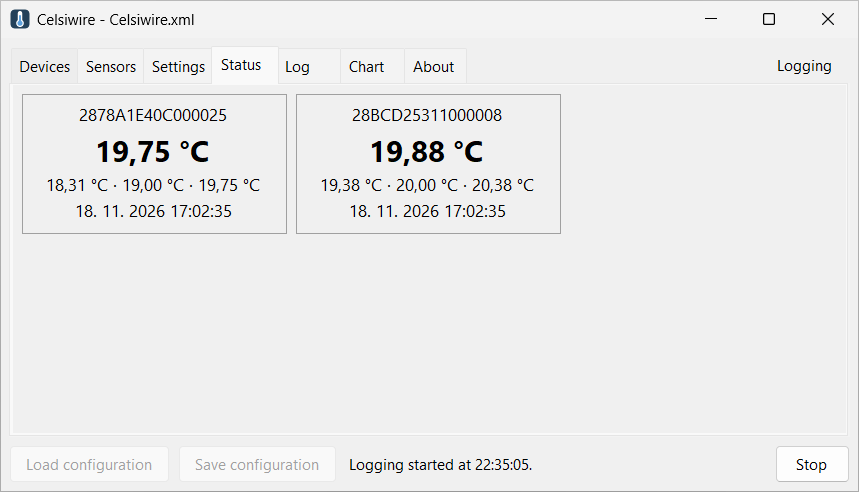 Celsiwire - Celsiwire.xml
Devices Sensors Settings Status Log Chart About Logging
2878A1E40C000025
19,75 °C
18,31 °C · 19,00 °C · 19,75 °C
18. 11. 2026 17:02:35
28BCD25311000008
19,88 °C
19,38 °C · 20,00 °C · 20,38 °C
18. 11. 2026 17:02:35
Load configuration Save configuration Logging started at 22:35:05. Stop